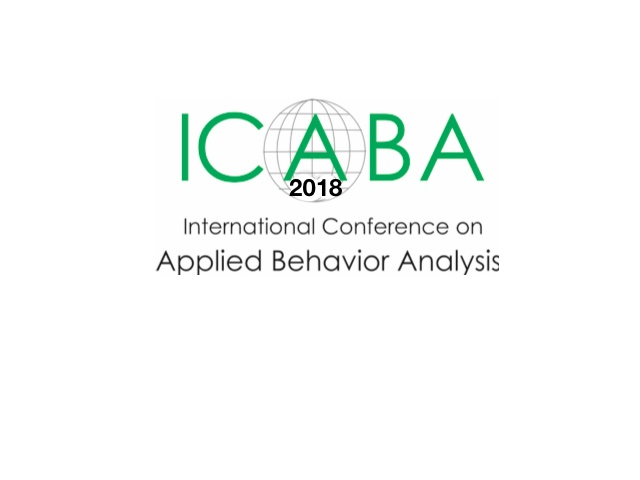 ICABA
2018
International Conference on
Applied Behavior Analysis